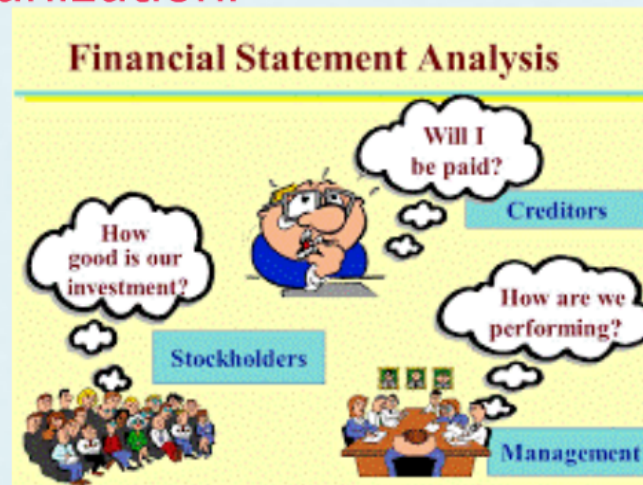 Financial Statement Analysis
Will I
be paid?
Creditors
How
good is our
investment?
How are we
performing?
Stockholders
Management